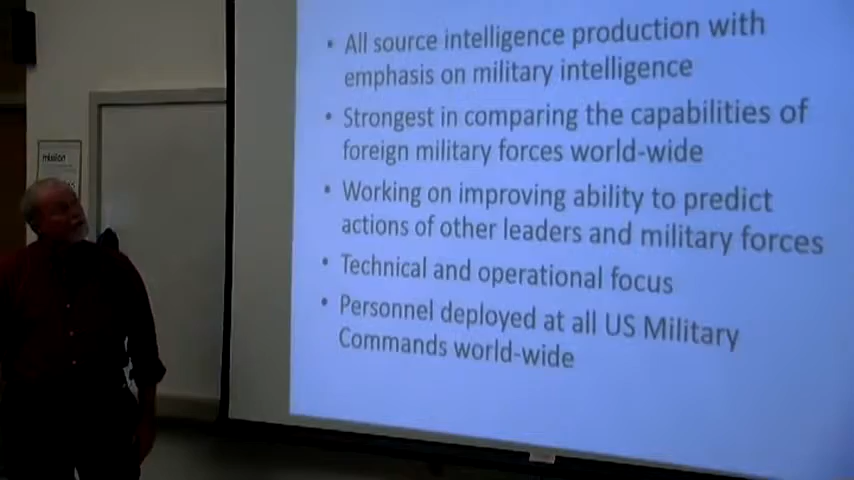 • All source intelligence production with
emphasis on military intelligence
• Strongest in comparing the capabilities of
foreign military forces world-wide
• Working on improving ability to predict
actions of other leaders and military forces
• Technical and operational focus
• Personnel deployed at all US Military
Commands world-wide
mission